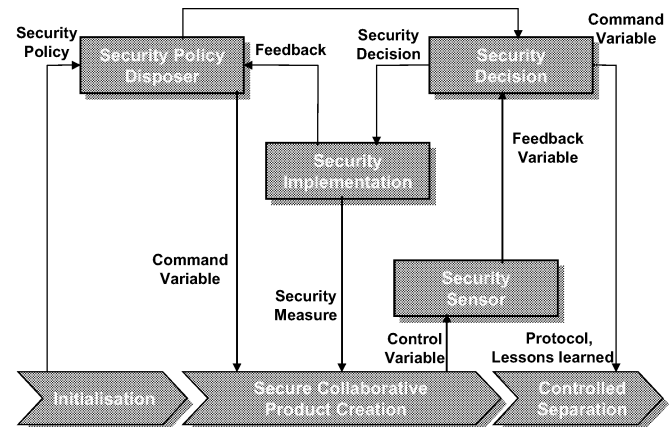 Security
Policy
Security Policy
Disposer
Feedback
Security
Decision
Security
Decision
Command
Variable
Security
Implementation
Feedback
Variable
Command
Variable
Security
Measure
Security
Sensor
Control
Variable
Protocol,
Lessons learned
Initialisation
Secure Collaborative
Product Creation
Controlled
Separation